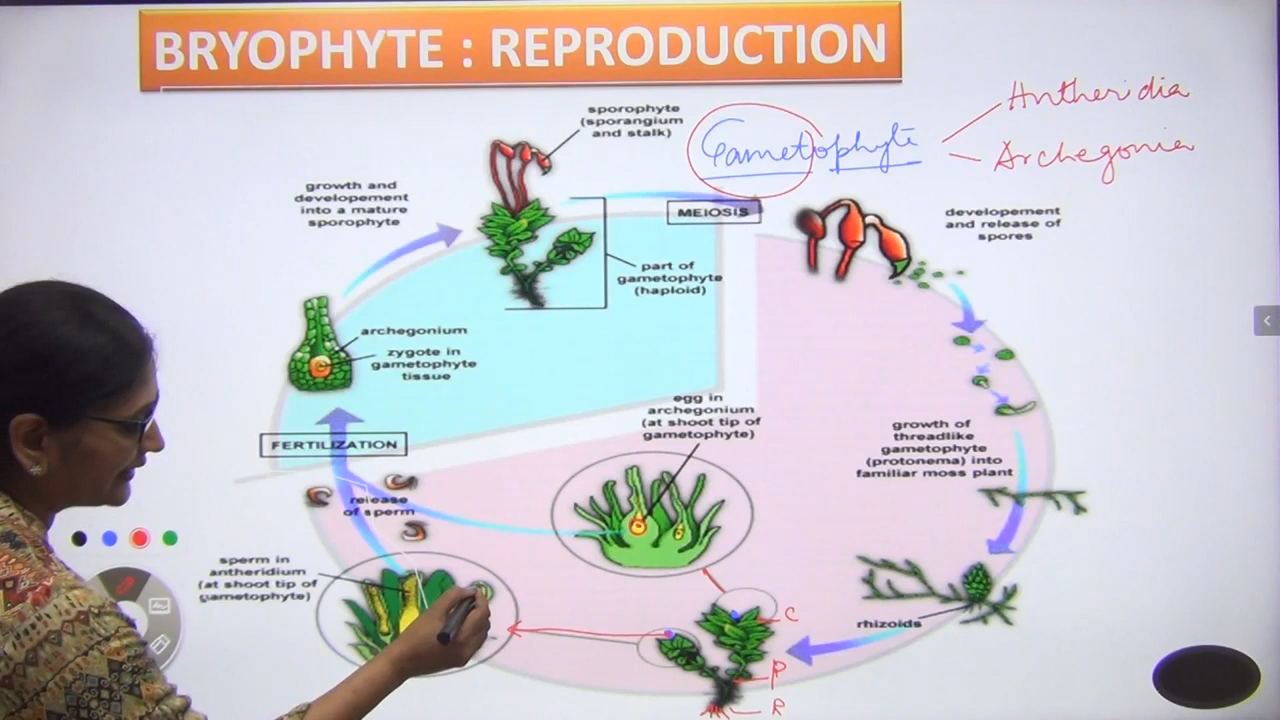 BRYOPHYTE : REPRODUCTION
sporophyte
(sporangium
and stalk)
Gametophyte
Antheridia
Archegonia
growth and
developement
into a mature
sporophyte
MEIOSIS
developement
and release of
spores
part of
gametophyte
(haploid)
archegonium
zygote in
gametophyte
tissue
egg in
archegonium
(at shoot tip of
gametophyte)
FERTILIZATION
growth of
threadlike
gametophyte
(protonema) into
familiar moss plant
release
of sperm
sperm in
antheridium
(at shoot tip of
gametophyte)
rhizoids
C
P
R